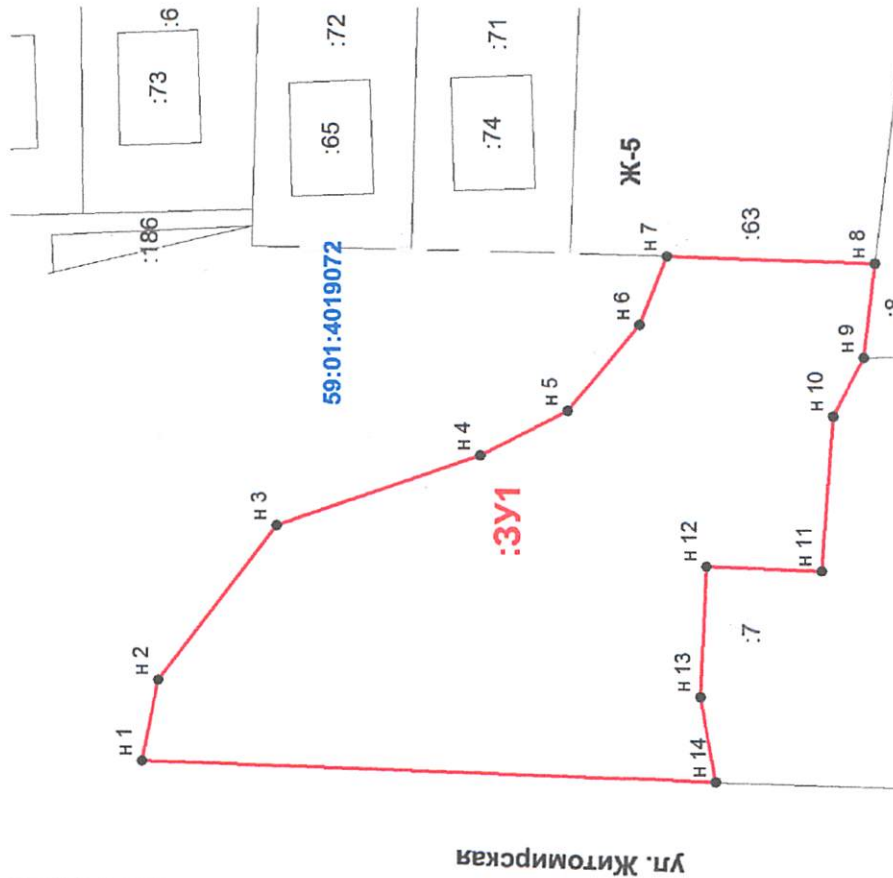 :6
:73
:72
:65
:71
:74
:186
59:01:4019072
Ж-5
:63
н 1
н 2
н 3
н 4
н 5
н 6
н 7
н 8
н 9
н 10
н 11
н 12
н 13
н 14
:ЗУ1
:7
ул. Житомирская